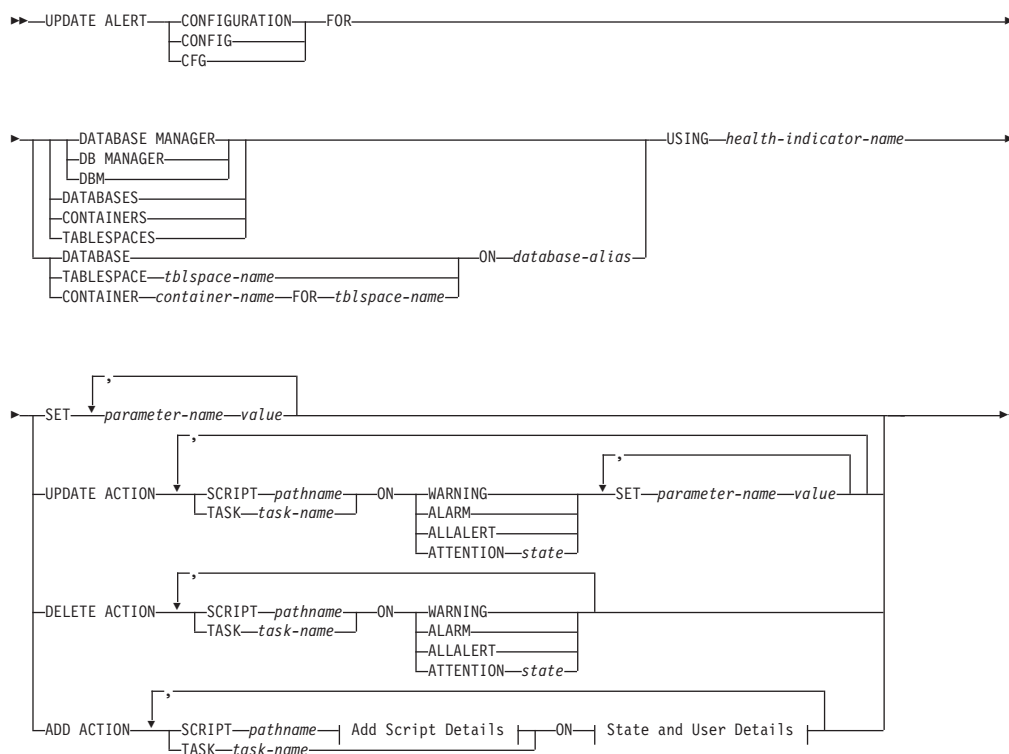 UPDATE ALERT CONFIGURATION FOR
CONFIG
CFG
DATABASE MANAGER USING health-indicator-name
DB MANAGER
DBM
DATABASES
CONTAINERS
TABLESPACES
DATABASE ON database-alias
TABLESPACE tblspace-name
CONTAINER container-name FOR tblspace-name
,
SET parameter-name value
,
,
UPDATE ACTION SCRIPT pathname ON WARNING SET parameter-name value
TASK task-name ALARM
ALLALERT
ATTENTION state
,
DELETE ACTION SCRIPT pathname ON WARNING
TASK task-name ALARM
ALLALERT
ATTENTION state
,
ADD ACTION SCRIPT pathname Add Script Details ON State and User Details
TASK task-name